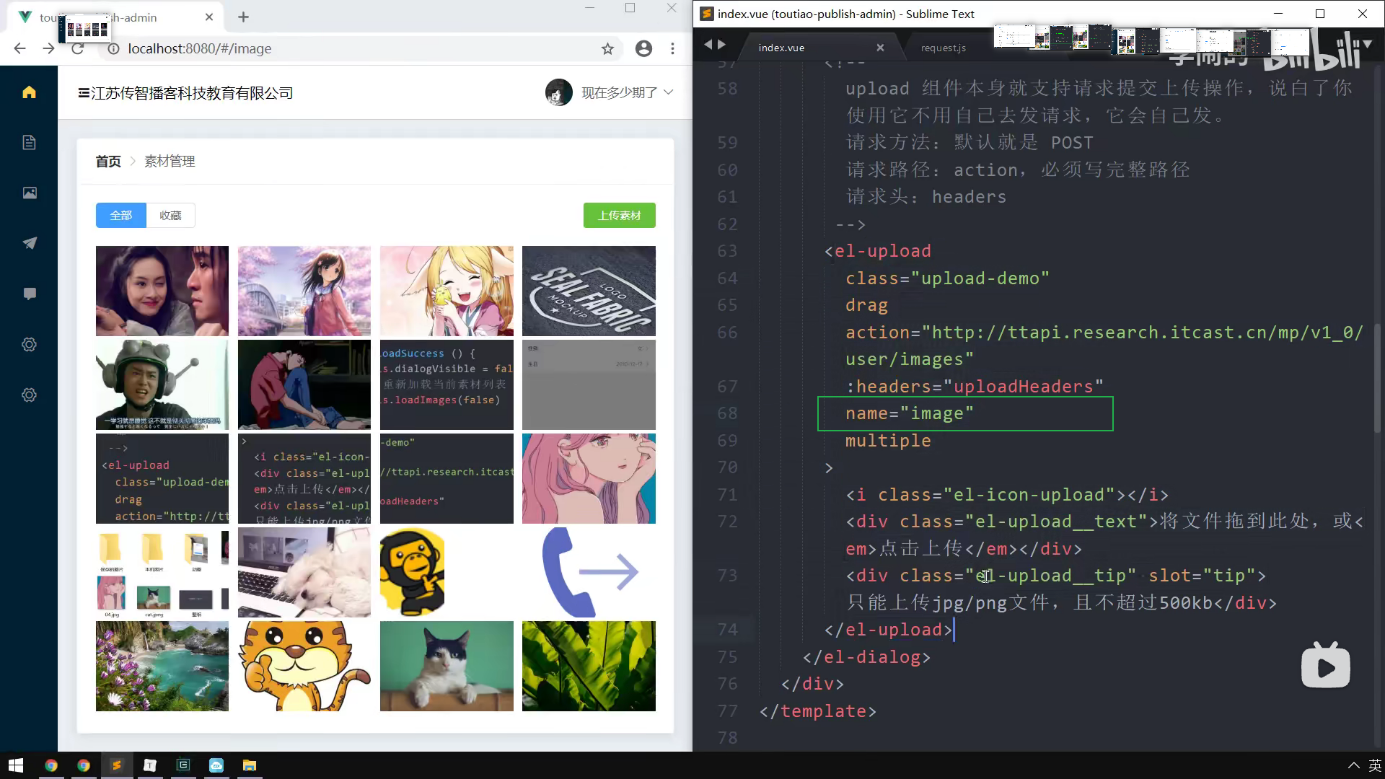 index.vue (toutiao-publish-admin) - Sublime Text
localhost:8080/#/image
index.vue
request.js
bilibili
江苏传智播客科技教育有限公司
现在多少期了
首页 > 素材管理
全部
收藏
上传素材
LOGO
SEAL FABRIC
MOCKUP
oadSuccess () {
s.dialogVisible = fal
重新加载当前素材列表
s.loadImages(false)
-->
<el-upload
class="upload-dem
drag
action="http://tt
>
<i class="el-icon-
<div class="el-upl
em>点击上传</em></
<div class="el-upl
只能上传jpg/png文件
-demo"
//ttapi.research.itcast
oadHeaders"
57 <!--
58 upload 组件本身就支持请求提交上传操作，说白了你
使用它不用自己去发请求，它会自己发。
59 请求方法：默认就是 POST
60 请求路径：action，必须写完整路径
61 请求头：headers
62 -->
63 <el-upload
64 class="upload-demo"
65 drag
66 action="http://ttapi.research.itcast.cn/mp/v1_0/
user/images"
67 :headers="uploadHeaders"
68 name="image"
69 multiple
70 >
71 <i class="el-icon-upload"></i>
72 <div class="el-upload__text">将文件拖到此处，或<
em>点击上传</em></div>
73 <div class="el-upload__tip" slot="tip">
只能上传jpg/png文件，且不超过500kb</div>
74 </el-upload>
75 </el-dialog>
76 </div>
77 </template>
78
英